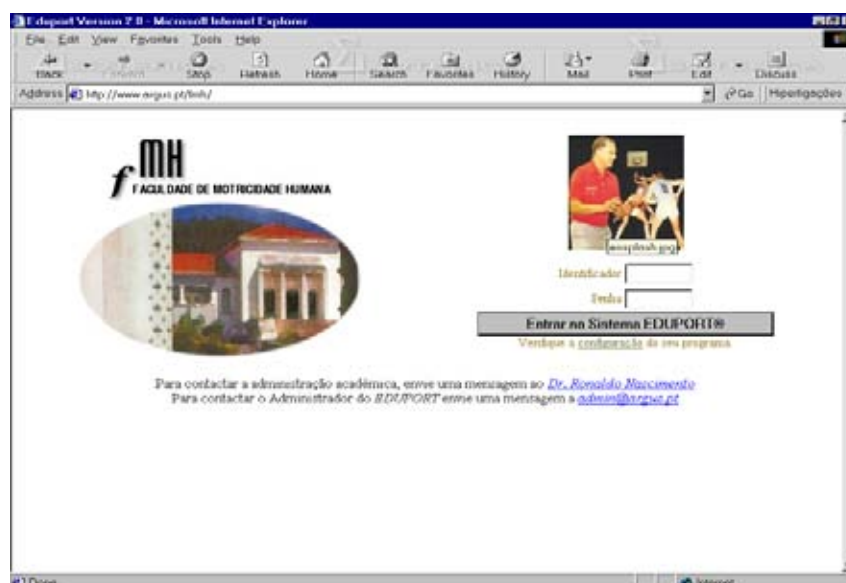 Eduport Version 2.0 - Microsoft Internet Explorer
File Edit View Favorites Tools Help
Back Forward Stop Refresh Home Search Favorites History Mail Print Edit Discuss
Address http://www.argus.pt/fmh/ Go Hiperligações
fMH
FACULDADE DE MOTRICIDADE HUMANA
Identificador
Senha
Entrar no Sistema EDUPORT®
Verifique a configuração do seu programa
Para contactar a administração académica, envie uma mensagem ao Dr. Ronaldo Nascimento
Para contactar o Administrador do EDUPORT envie uma mensagem a admin@argus.pt
Done Internet